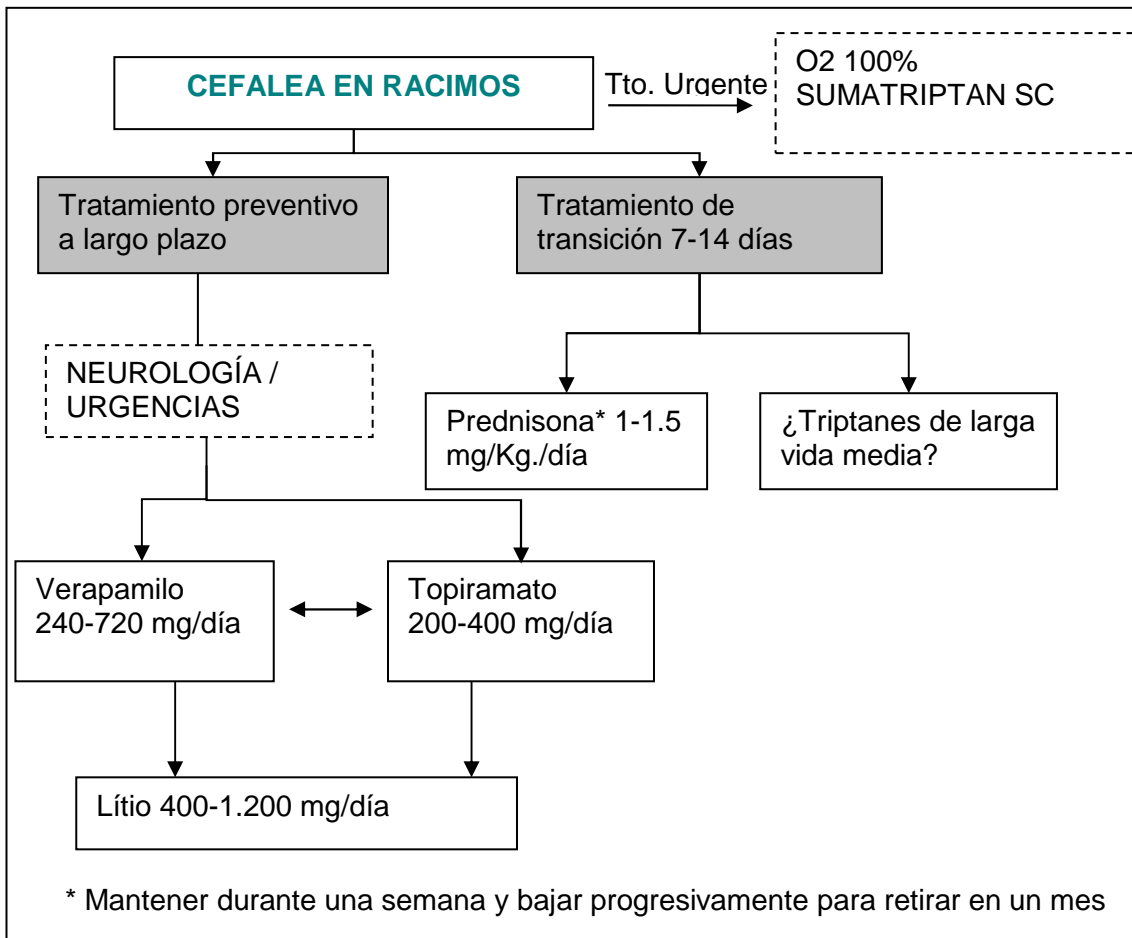 CEFALEA EN RACIMOS
Tto. Urgente
O2 100%
SUMATRIPTAN SC
Tratamiento preventivo
a largo plazo
Tratamiento de
transición 7-14 días
NEUROLOGÍA /
URGENCIAS
Prednisona* 1-1.5
mg/Kg./día
¿Triptanes de larga
vida media?
Verapamilo
240-720 mg/día
Topiramato
200-400 mg/día
Lítio 400-1.200 mg/día
* Mantener durante una semana y bajar progresivamente para retirar en un mes